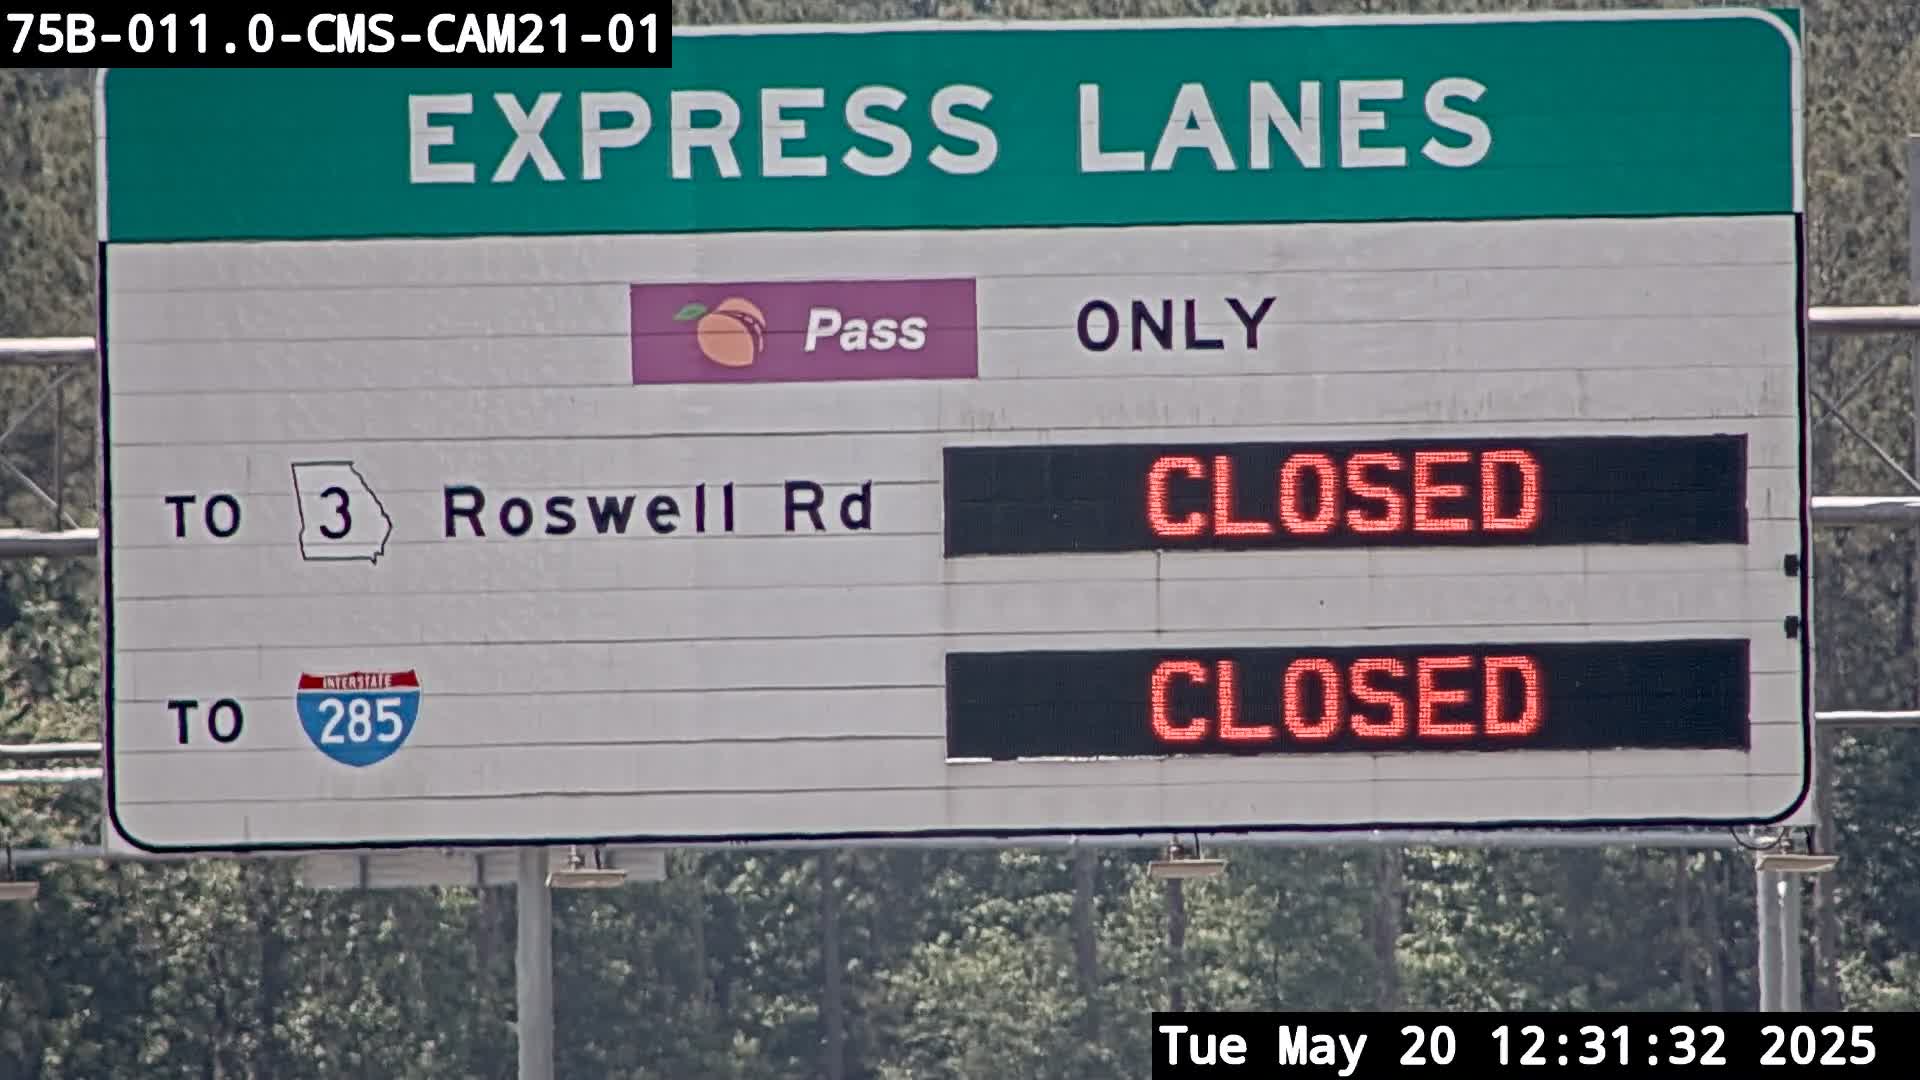 75B-011.0-CMS-CAM21-01
EXPRESS LANES
Pass ONLY
TO 3 Roswell Rd CLOSED
TO INTERSTATE 285 CLOSED
Tue May 20 12:31:32 2025